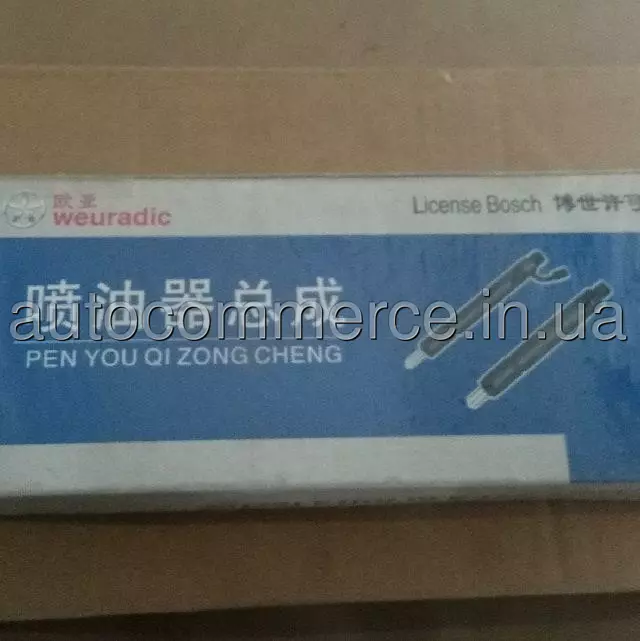 欧亚
weuradic
License Bosch 博世许可
喷油器总成
autocommerce.in.ua
PEN YOU QI ZONG CHENG